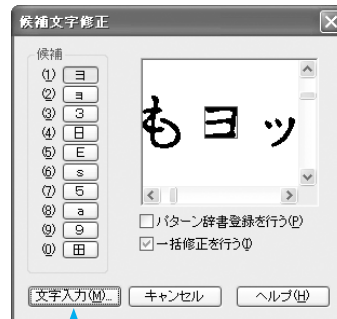 候補文字修正
候補
(1) ヨ
(2) ョ
(3) 3
(4) 日
(5) E
(6) s
(7) 5
(8) a
(9) 9
(0) 田
もヨッ
パターン辞書登録を行う(P)
一括修正を行う(I)
文字入力(M)... キャンセル ヘルプ(H)